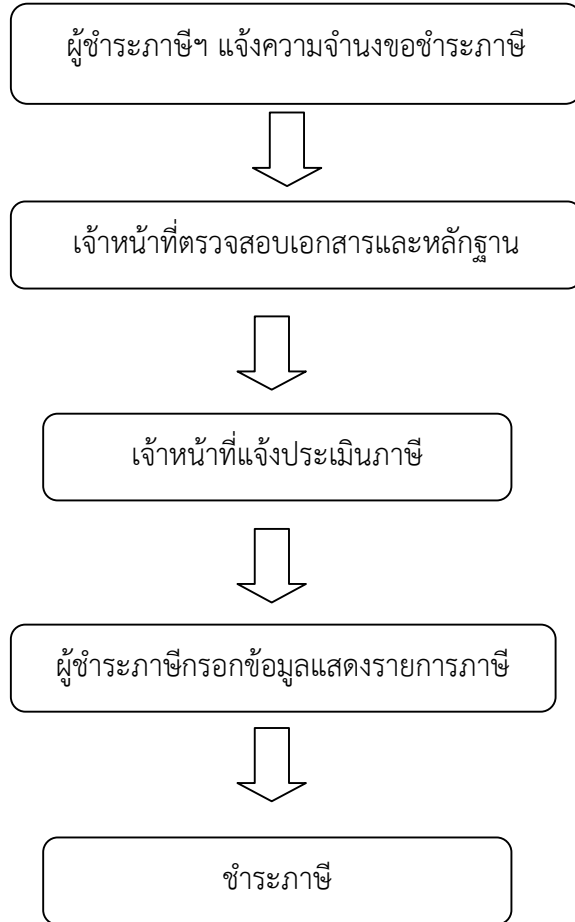 ผู้ชำระภาษีฯ แจ้งความจำนงขอชำระภาษี
เจ้าหน้าที่ตรวจสอบเอกสารและหลักฐาน
เจ้าหน้าที่แจ้งประเมินภาษี
ผู้ชำระภาษีกรอกข้อมูลแสดงรายการภาษี
ชำระภาษี